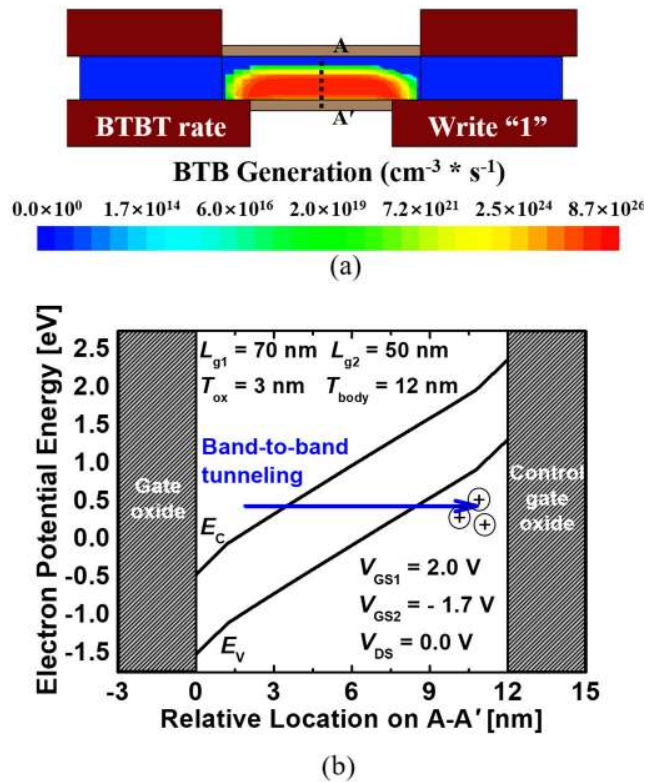 A
BTBT rate
A′
Write “1”
BTB Generation (cm⁻³ * s⁻¹)
0.0×10⁰ 1.7×10¹⁴ 6.0×10¹⁶ 2.0×10¹⁹ 7.2×10²¹ 2.5×10²⁴ 8.7×10²⁶
(a)
Electron Potential Energy [eV]
2.5
2.0
1.5
1.0
0.5
0.0
-0.5
-1.0
-1.5
L_g1 = 70 nm L_g2 = 50 nm
T_ox = 3 nm T_body = 12 nm
Band-to-band
tunneling
Gate
oxide
Control
gate
oxide
+
+ +
E_C
E_V
V_GS1 = 2.0 V
V_GS2 = - 1.7 V
V_DS = 0.0 V
-3 0 3 6 9 12 15
Relative Location on A-A′ [nm]
(b)